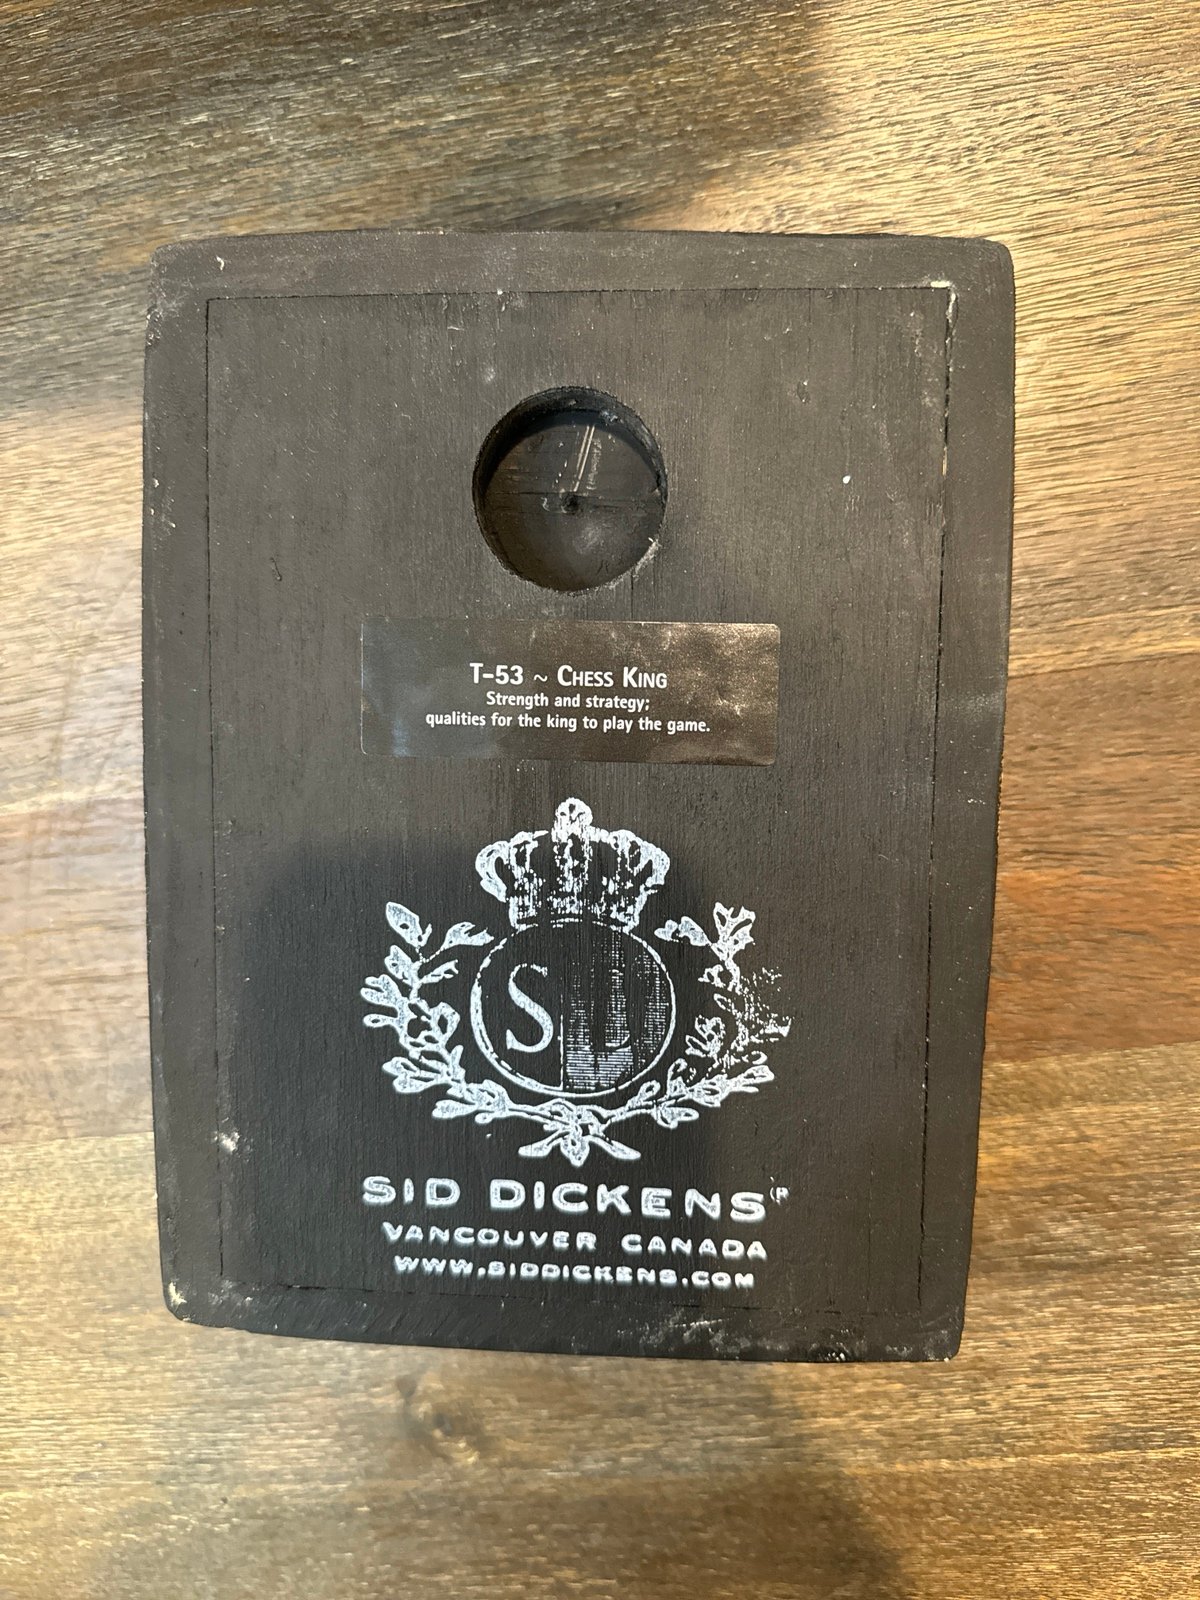 T-53 ~ CHESS KING
Strength and strategy;
qualities for the king to play the game.
SD
SID DICKENS®
VANCOUVER CANADA
WWW.SIDDICKENS.COM